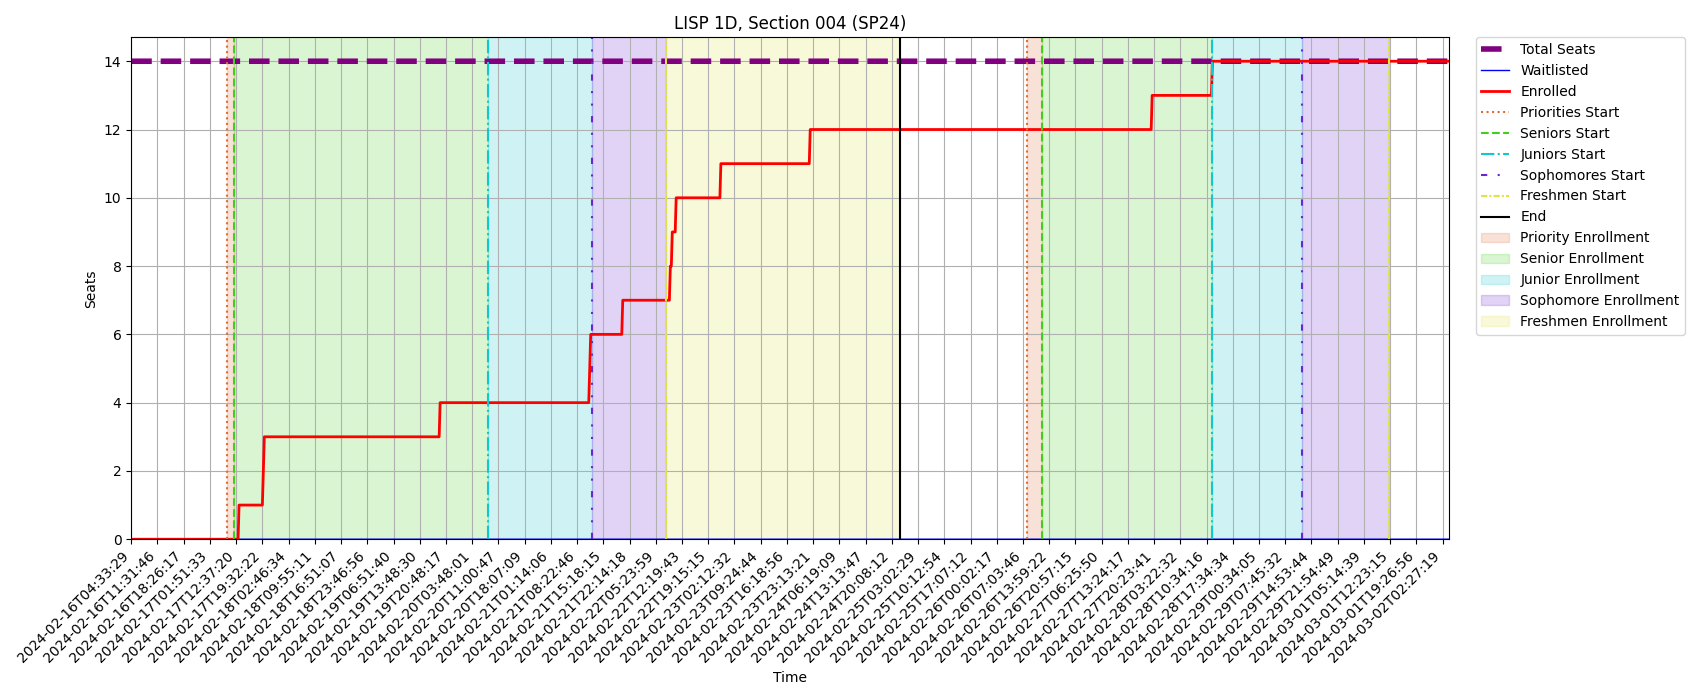 LISP 1D, Section 004 (SP24)
Total Seats
Waitlisted
Enrolled
Priorities Start
Seniors Start
Juniors Start
Sophomores Start
Freshmen Start
End
Priority Enrollment
Senior Enrollment
Junior Enrollment
Sophomore Enrollment
Freshmen Enrollment
Seats
14
12
10
8
6
4
2
0
2024-02-16T04:33:29
2024-02-16T11:31:46
2024-02-16T18:26:17
2024-02-17T01:51:33
2024-02-17T12:37:20
2024-02-17T19:32:22
2024-02-18T02:46:34
2024-02-18T09:55:11
2024-02-18T16:51:07
2024-02-18T23:46:56
2024-02-19T06:51:40
2024-02-19T13:48:30
2024-02-19T20:48:17
2024-02-20T03:48:01
2024-02-20T11:00:47
2024-02-20T18:07:09
2024-02-21T01:14:06
2024-02-21T08:22:46
2024-02-21T15:18:15
2024-02-21T22:14:18
2024-02-22T05:23:59
2024-02-22T12:19:43
2024-02-22T19:15:15
2024-02-23T02:12:32
2024-02-23T09:24:44
2024-02-23T16:18:56
2024-02-23T23:13:21
2024-02-24T06:19:09
2024-02-24T13:13:47
2024-02-24T20:08:12
2024-02-25T03:02:29
2024-02-25T10:12:54
2024-02-25T17:07:12
2024-02-26T00:02:17
2024-02-26T07:03:46
2024-02-26T13:59:22
2024-02-26T20:57:15
2024-02-27T06:25:50
2024-02-27T13:24:17
2024-02-27T20:23:41
2024-02-28T03:22:32
2024-02-28T10:34:16
2024-02-28T17:34:34
2024-02-29T00:34:05
2024-02-29T07:45:32
2024-02-29T14:53:44
2024-02-29T21:54:49
2024-03-01T05:14:39
2024-03-01T12:23:15
2024-03-01T19:26:56
2024-03-02T02:27:19
Time